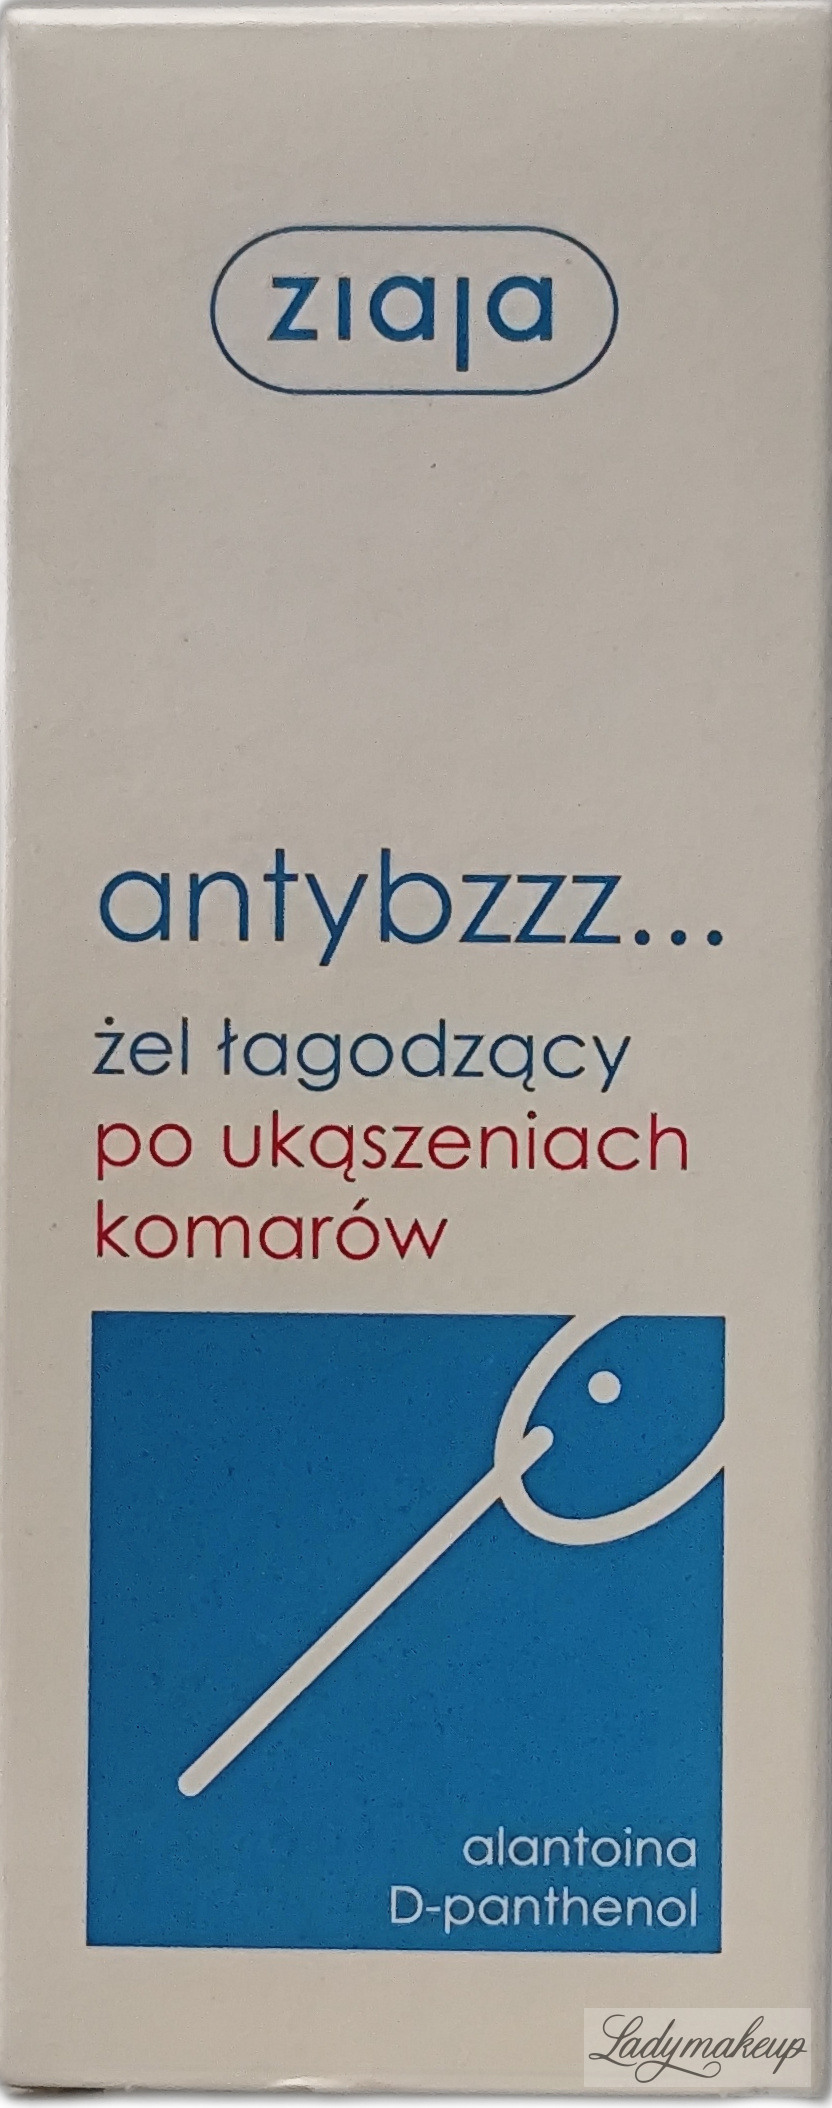 ziaja
antybzzz...
żel łagodzący
po ukąszeniach
komarów
alantoina
D-panthenol
Ladymakeup